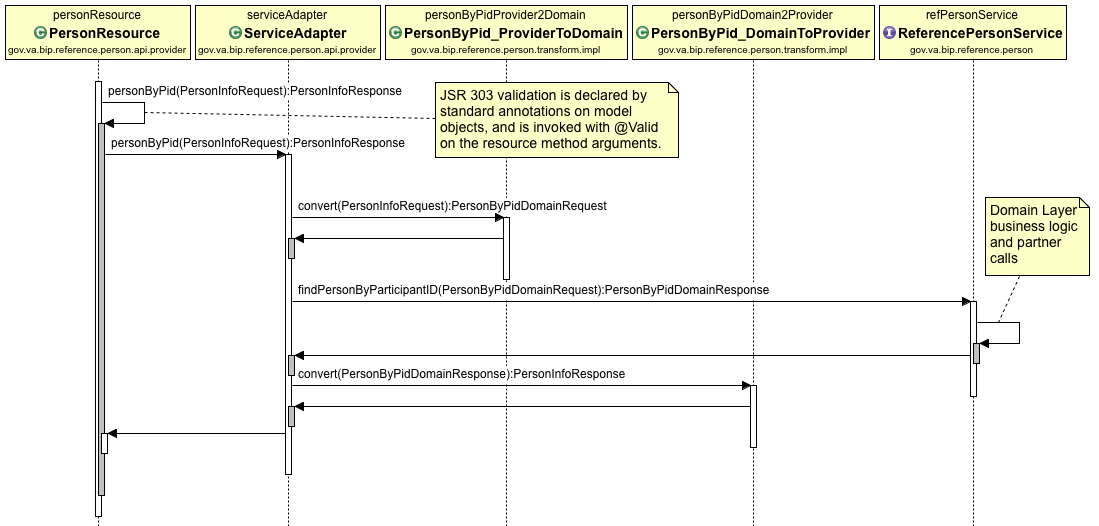 personResource
C PersonResource
gov.va.bip.reference.person.api.provider
serviceAdapter
C ServiceAdapter
gov.va.bip.reference.person.api.provider
personByPidProvider2Domain
C PersonByPid_ProviderToDomain
gov.va.bip.reference.person.transform.impl
personByPidDomain2Provider
C PersonByPid_DomainToProvider
gov.va.bip.reference.person.transform.impl
refPersonService
I ReferencePersonService
gov.va.bip.reference.person
personByPid(PersonInfoRequest):PersonInfoResponse
JSR 303 validation is declared by
standard annotations on model
objects, and is invoked with @Valid
on the resource method arguments.
personByPid(PersonInfoRequest):PersonInfoResponse
convert(PersonInfoRequest):PersonByPidDomainRequest
Domain Layer
business logic
and partner
calls
findPersonByParticipantID(PersonByPidDomainRequest):PersonByPidDomainResponse
convert(PersonByPidDomainResponse):PersonInfoResponse